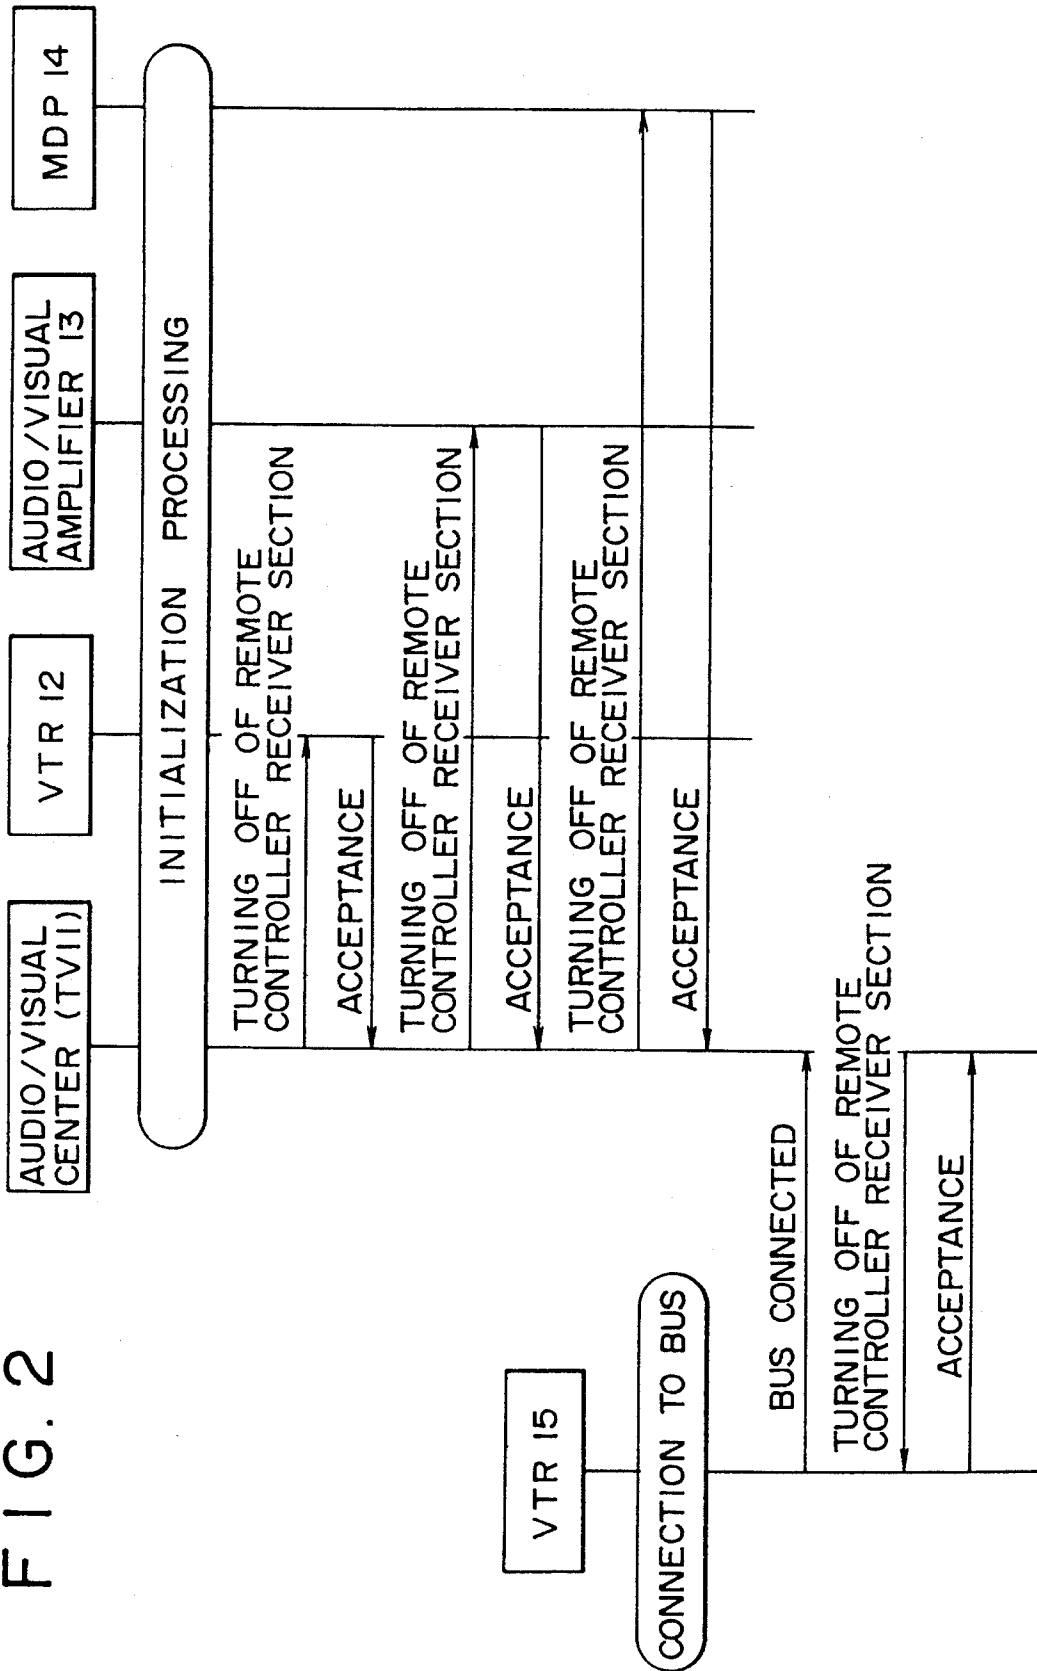 FIG. 2
AUDIO/VISUAL
CENTER (TV11)
VTR 12
AUDIO/VISUAL
AMPLIFIER 13
MDP 14
INITIALIZATION PROCESSING
TURNING OFF OF REMOTE
CONTROLLER RECEIVER SECTION
ACCEPTANCE
TURNING OFF OF REMOTE
CONTROLLER RECEIVER SECTION
ACCEPTANCE
TURNING OFF OF REMOTE
CONTROLLER RECEIVER SECTION
ACCEPTANCE
VTR 15
CONNECTION TO BUS
BUS CONNECTED
TURNING OFF OF REMOTE
CONTROLLER RECEIVER SECTION
ACCEPTANCE